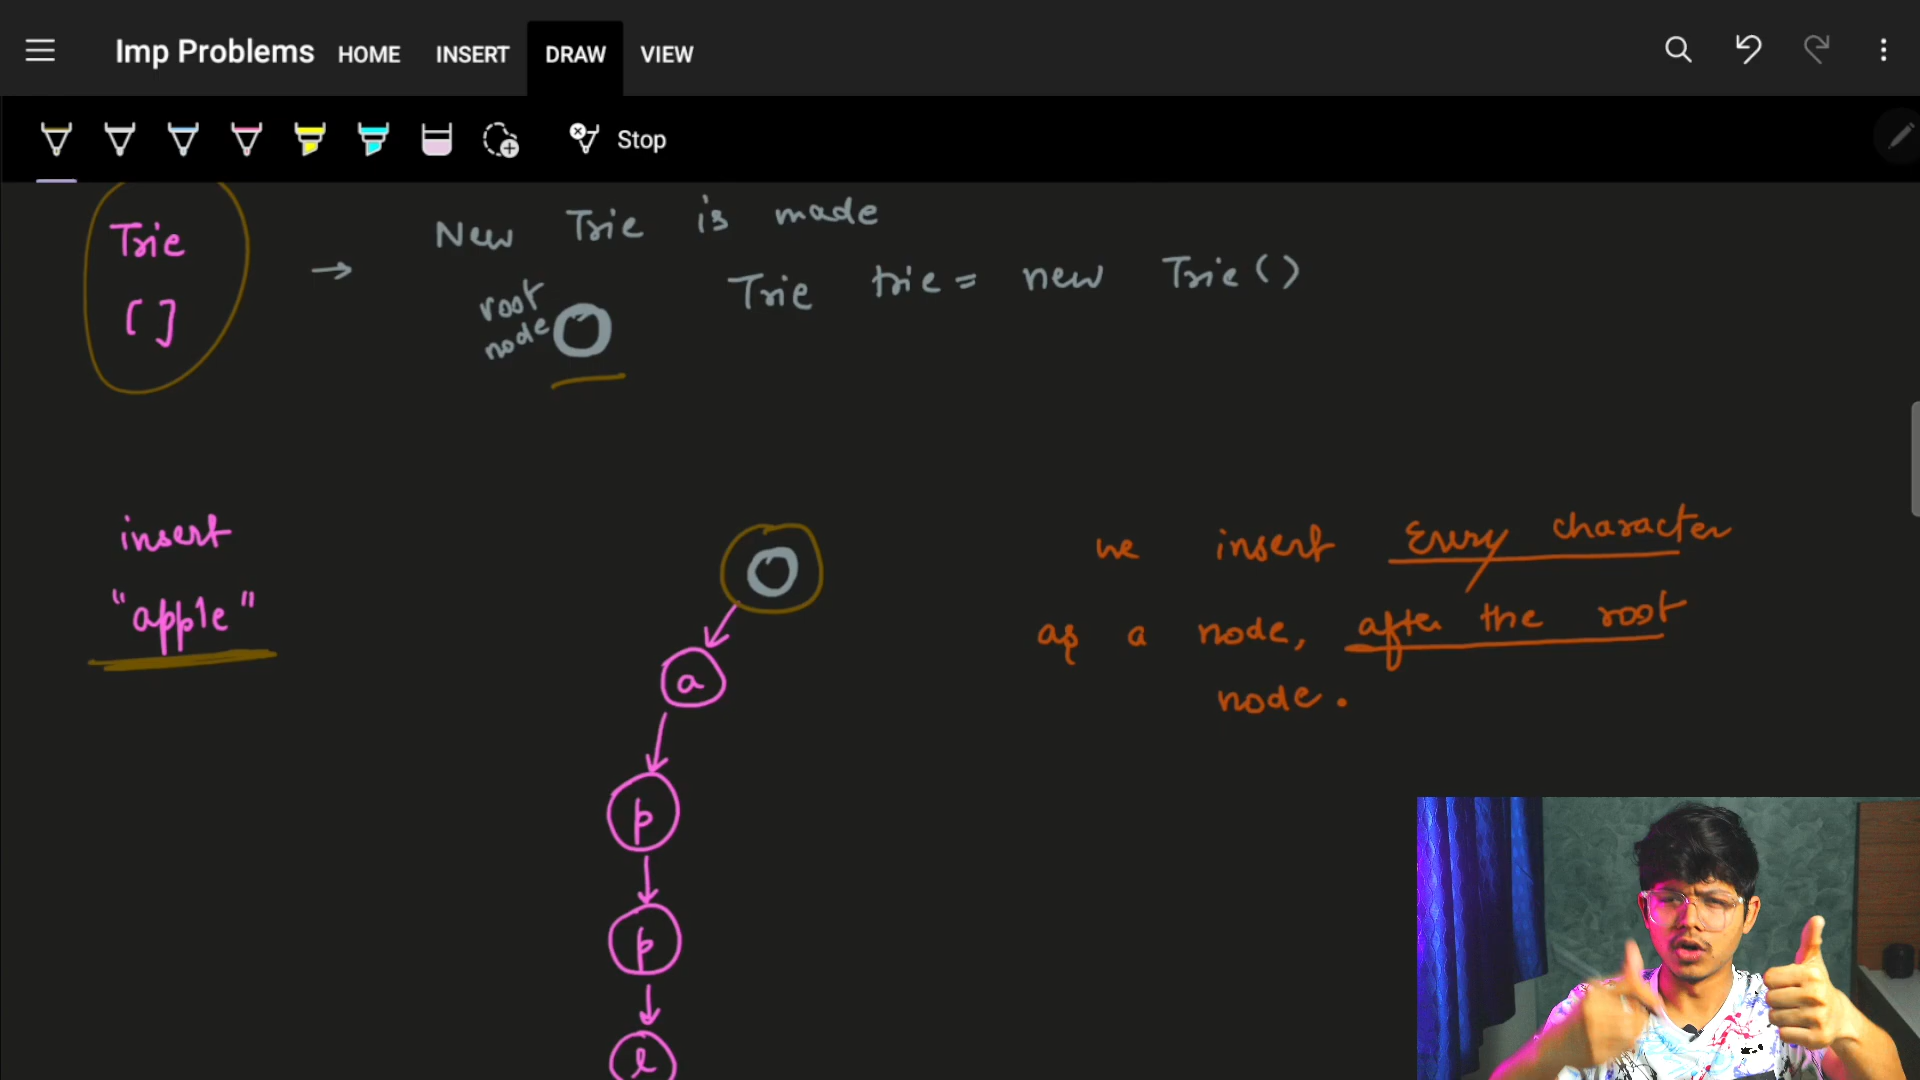 Imp Problems HOME INSERT DRAW VIEW
Stop
Trie
[]
New Trie is made
root
node
Trie trie = new Trie()
insert
"apple"
we insert Every character
as a node, after the root
node.
a
p
p
l